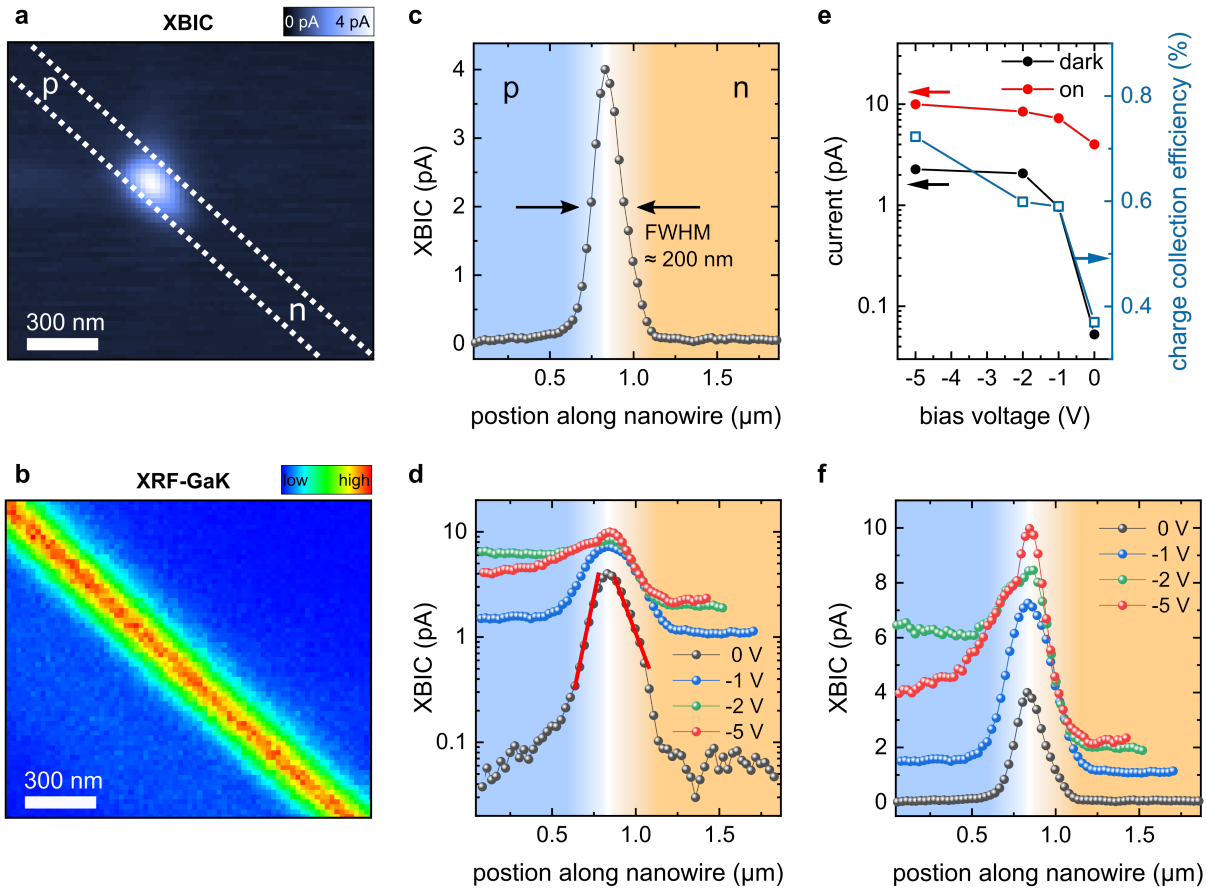 a
XBIC
0 pA 4 pA
p
n
300 nm
b
XRF-GaK
low high
300 nm
c
p n
FWHM
≈ 200 nm
XBIC (pA)
4
3
2
1
0
0.5 1.0 1.5
postion along nanowire (µm)
d
XBIC (pA)
10
1
0.1
0 V
-1 V
-2 V
-5 V
0.5 1.0 1.5
postion along nanowire (µm)
e
dark
on
current (pA)
10
1
0.1
charge collection efficiency (%)
0.8
0.6
0.4
-5 -4 -3 -2 -1 0
bias voltage (V)
f
XBIC (pA)
10
8
6
4
2
0
0 V
-1 V
-2 V
-5 V
0.5 1.0 1.5
postion along nanowire (µm)